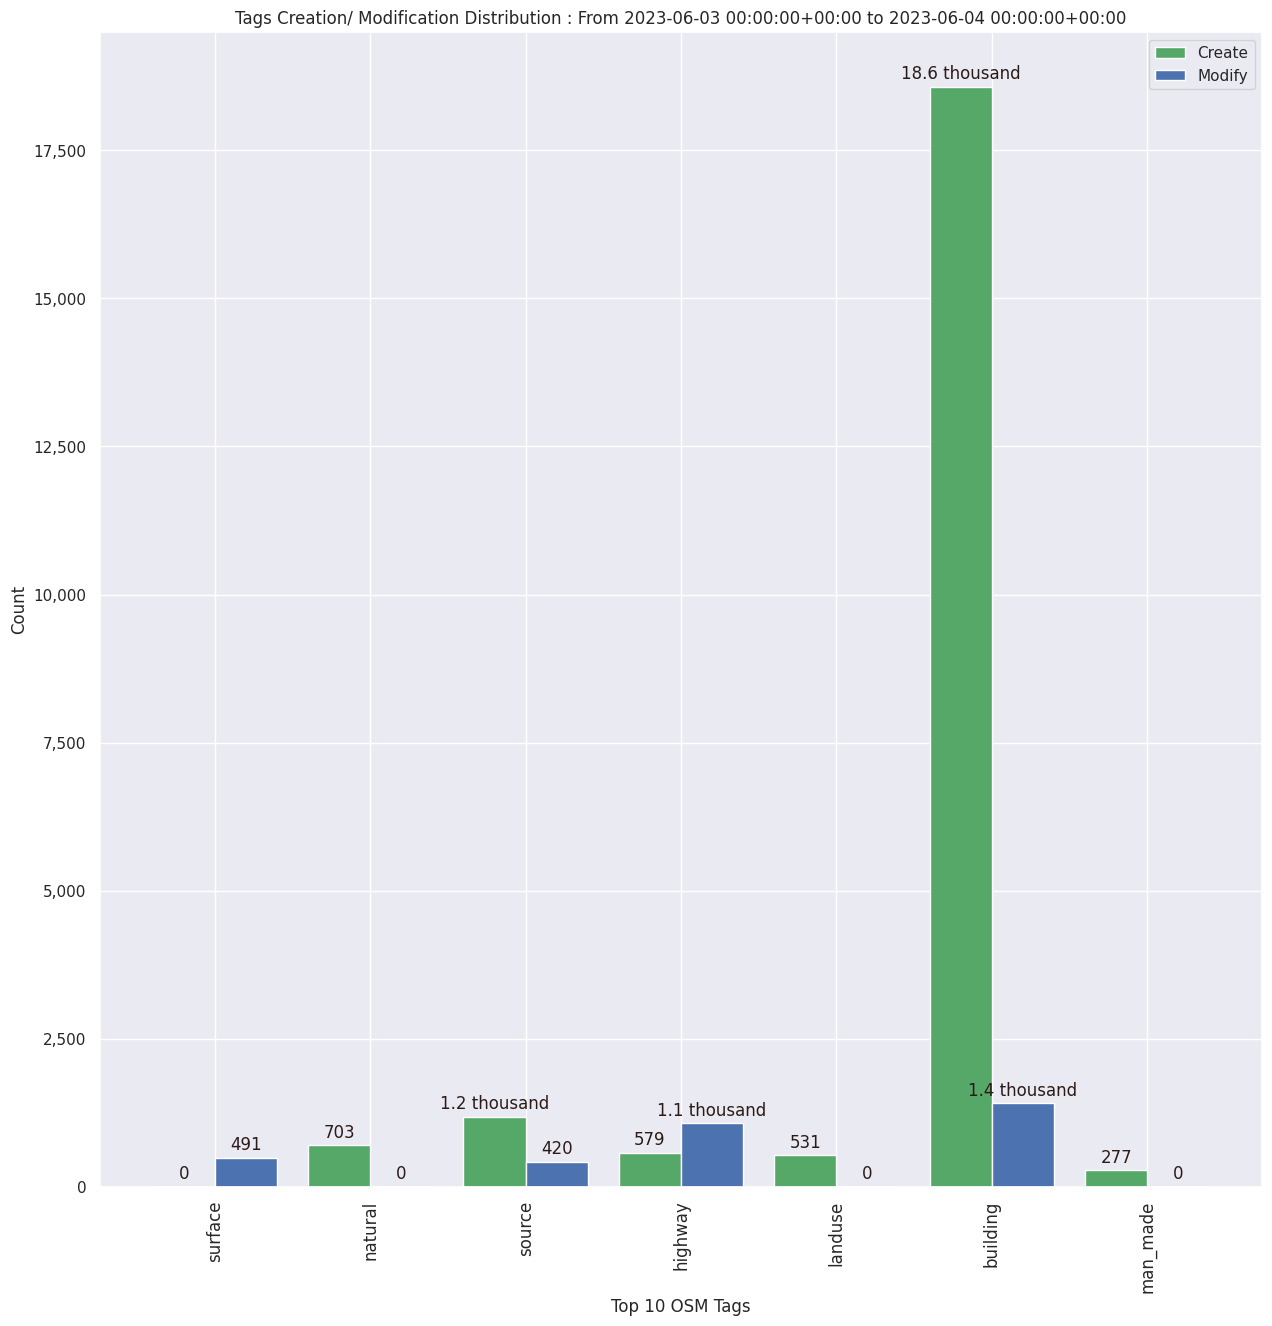 Tags Creation/ Modification Distribution : From 2023-06-03 00:00:00+00:00 to 2023-06-04 00:00:00+00:00
Create
Modify
18.6 thousand
17,500
15,000
12,500
10,000
Count
7,500
5,000
2,500
0
0
491
703
0
1.2 thousand
420
579
1.1 thousand
531
0
1.4 thousand
277
0
surface
natural
source
highway
landuse
building
man_made
Top 10 OSM Tags